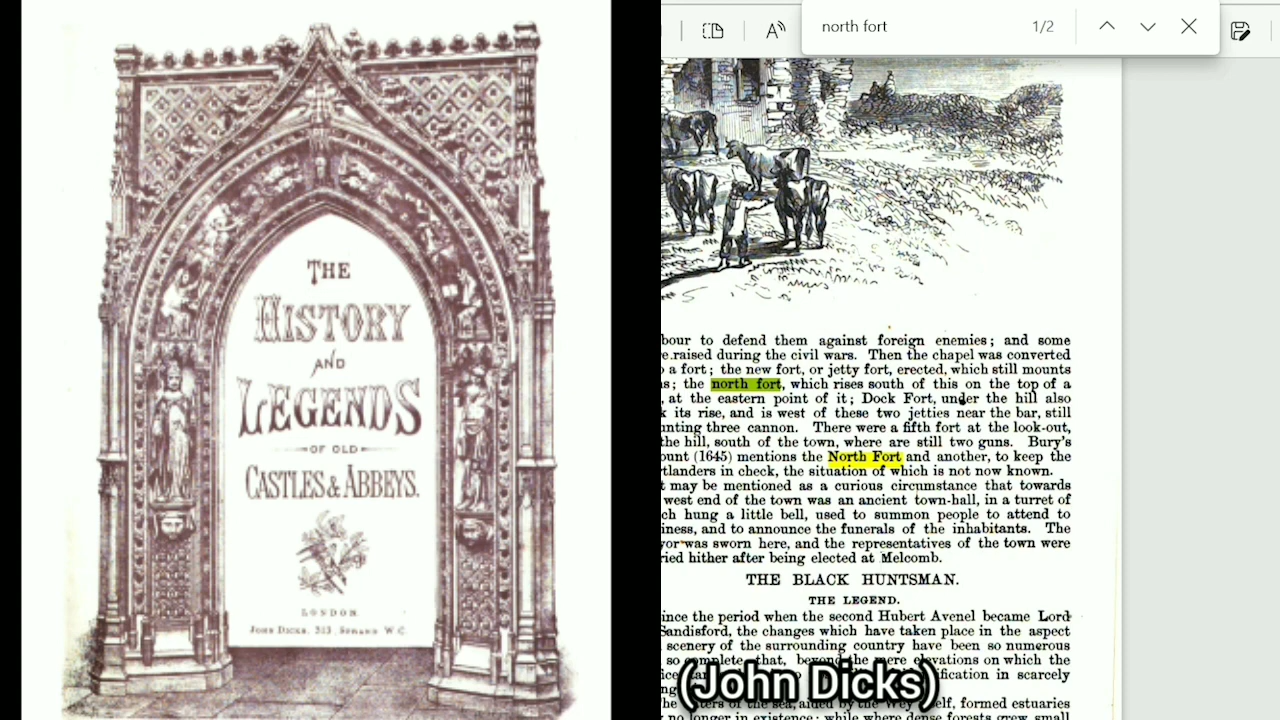 THE
HISTORY
AND
LEGENDS
OF OLD
CASTLES & ABBEYS.
LONDON.
JOHN DICKS, 313, STRAND W.C.
north fort
1/2
bour to defend them against foreign enemies; and some
raised during the civil wars. Then the chapel was converted
a fort; the new fort, or jetty fort, erected, which still mounts
s; the north fort, which rises south of this on the top of a
, at the eastern point of it; Dock Fort, under the hill also
its rise, and is west of these two jetties near the bar, still
nting three cannon. There were a fifth fort at the look-out,
the hill, south of the town, where are still two guns. Bury's
ount (1645) mentions the North Fort and another, to keep the
tlanders in check, the situation of which is not now known.
may be mentioned as a curious circumstance that towards
west end of the town was an ancient town-hall, in a turret of
ch hung a little bell, used to summon people to attend to
iness, and to announce the funerals of the inhabitants. The
yor was sworn here, and the representatives of the town were
ried hither after being elected at Melcomb.
THE BLACK HUNTSMAN.
THE LEGEND.
ince the period when the second Hubert Avenel became Lord
Sandisford, the changes which have taken place in the aspect
scenery of the surrounding country have been so numerous
so complete that, beyond the mere elevations on which the
ification in scarcely
(John Dicks)
of the sea, aided by the Wey itself, formed estuaries
no longer in existence; while where dense forests grew small